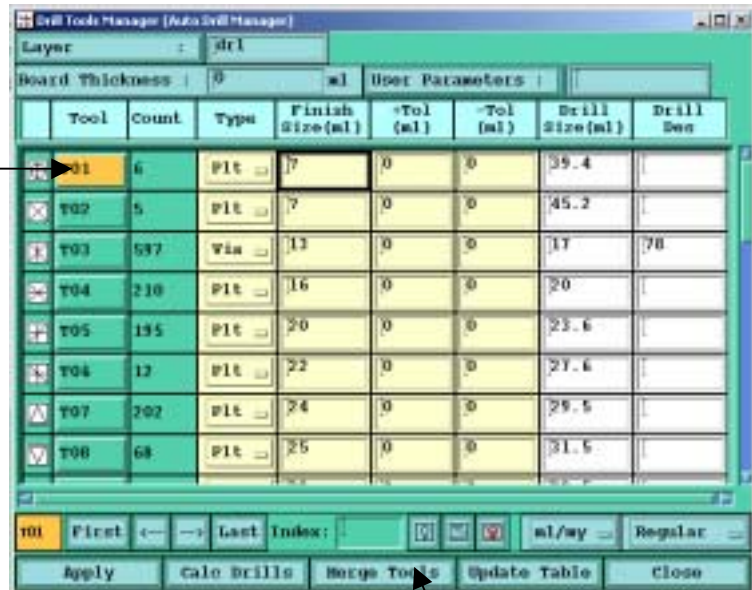 Drill Tools Manager (Auto Drill Manager)
Layer : drl
Board Thickness : 0 ml User Parameters :
Tool Count Type Finish Size(ml) +Tol (ml) -Tol (ml) Drill Size(ml) Drill Des
T01 6 Plt 7 0 0 39.4
T02 5 Plt 7 0 0 45.2
T03 597 Via 13 0 0 17 78
T04 210 Plt 16 0 0 20
T05 195 Plt 20 0 0 23.6
T06 12 Plt 22 0 0 27.6
T07 202 Plt 24 0 0 29.5
T08 68 Plt 25 0 0 31.5
T01 First <-- --> Last Index: ml/my Regular
Apply Calc Drills Merge Tools Update Table Close